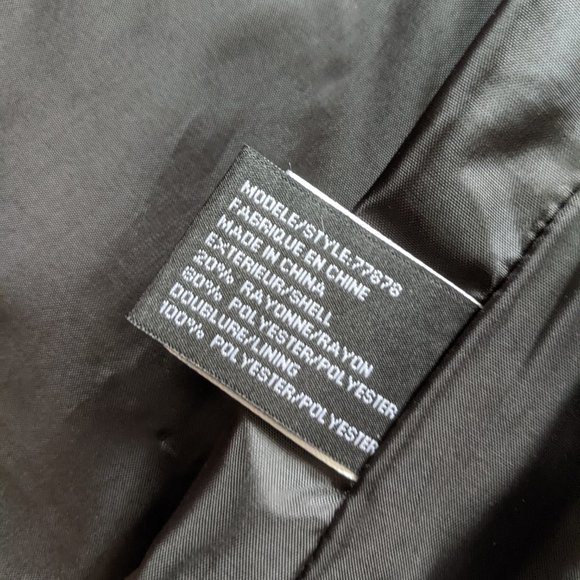 MODELE/STYLE:77676
FABRIQUE EN CHINE
MADE IN CHINA
EXTERIEUR/SHELL
20% RAYONNE/RAYON
80% POLYESTER/POLYESTER
DOUBLURE/LINING
100% POLYESTER/POLYESTER